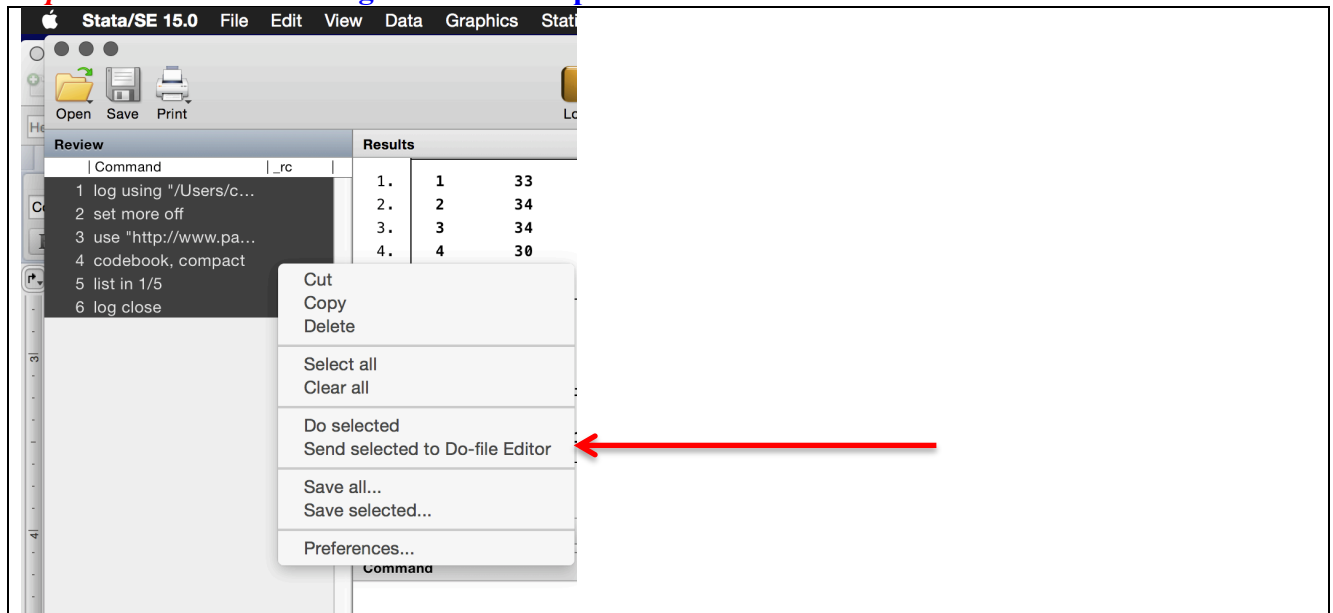 Stata/SE 15.0 File Edit View Data Graphics
Open Save Print
Review Results
Command _rc
1 log using "/Users/c...
2 set more off
3 use "http://www.pa...
4 codebook, compact
5 list in 1/5
6 log close
1. 1 33
2. 2 34
3. 3 34
4. 4 30
Cut
Copy
Delete
Select all
Clear all
Do selected
Send selected to Do-file Editor
Save all...
Save selected...
Preferences...
Command